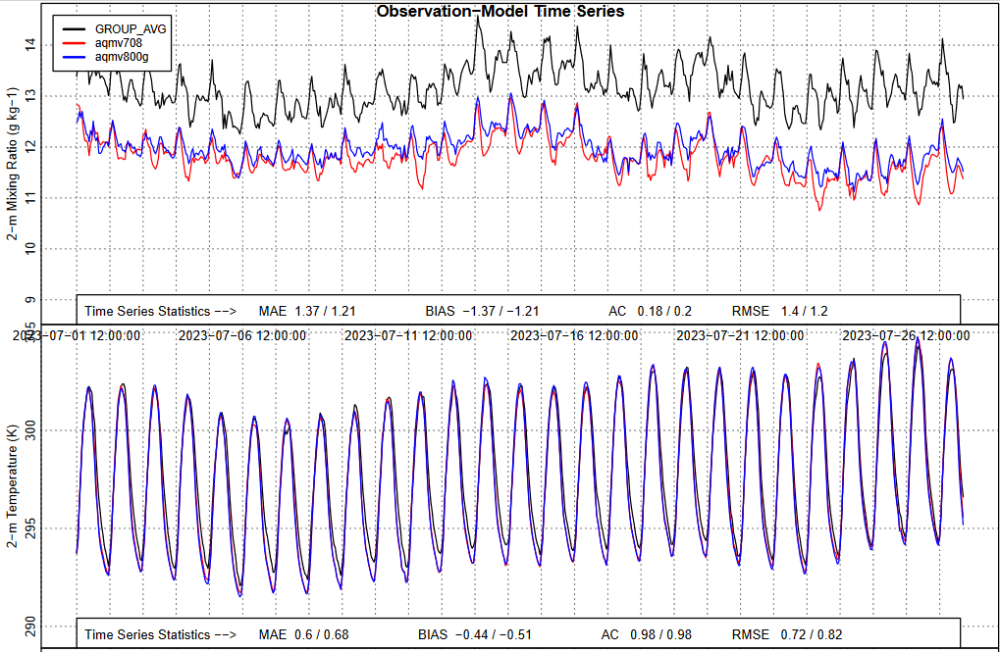 Observation−Model Time Series
GROUP_AVG
aqmv708
aqmv800g
2−m Mixing Ratio (g kg−1)
14
13
12
11
10
9
Time Series Statistics −−> MAE 1.37 / 1.21 BIAS −1.37 / −1.21 AC 0.18 / 0.2 RMSE 1.4 / 1.2
2023−07−01 12:00:00 2023−07−06 12:00:00 2023−07−11 12:00:00 2023−07−16 12:00:00 2023−07−21 12:00:00 2023−07−26 12:00:00
2−m Temperature (K)
300
295
290
Time Series Statistics −−> MAE 0.6 / 0.68 BIAS −0.44 / −0.51 AC 0.98 / 0.98 RMSE 0.72 / 0.82